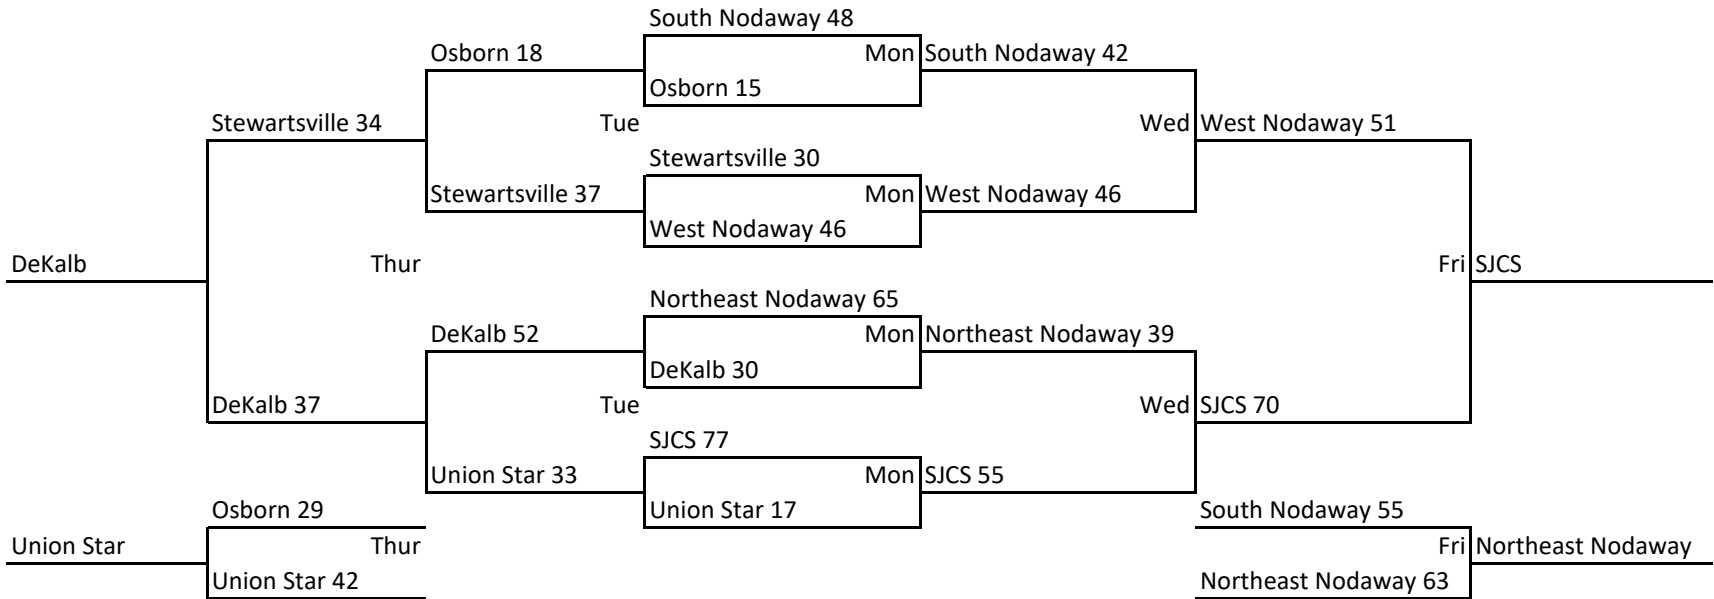 South Nodaway 48
Osborn 18
Mon
South Nodaway 42
Osborn 15
Stewartsville 34
Tue
Wed
West Nodaway 51
Stewartsville 30
Stewartsville 37
Mon
West Nodaway 46
West Nodaway 46
DeKalb
Thur
Fri
SJCS
Northeast Nodaway 65
DeKalb 52
Mon
Northeast Nodaway 39
DeKalb 30
DeKalb 37
Tue
Wed
SJCS 70
SJCS 77
Union Star 33
Mon
SJCS 55
Osborn 29
Union Star 17
South Nodaway 55
Union Star
Thur
Fri
Northeast Nodaway
Union Star 42
Northeast Nodaway 63